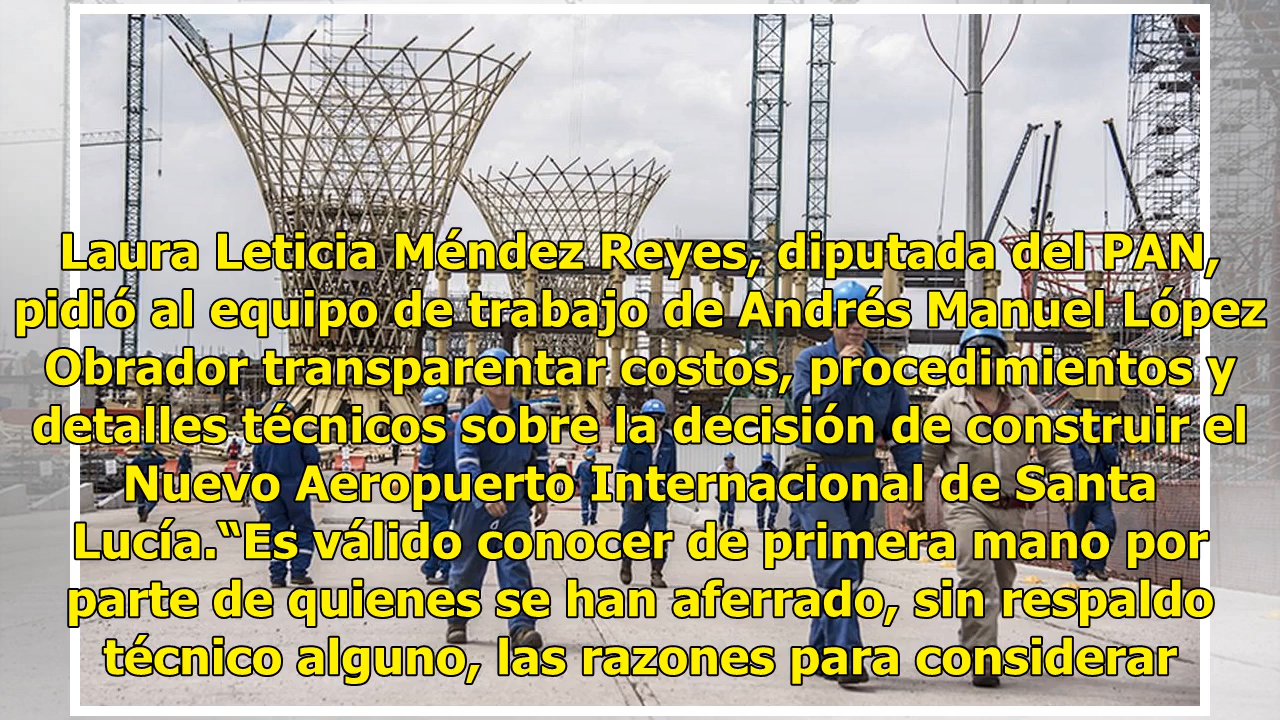 Laura Leticia Méndez Reyes, diputada del PAN,
pidió al equipo de trabajo de Andrés Manuel López
Obrador transparentar costos, procedimientos y
detalles técnicos sobre la decisión de construir el
Nuevo Aeropuerto Internacional de Santa
Lucía.“Es válido conocer de primera mano por
parte de quienes se han aferrado, sin respaldo
técnico alguno, las razones para considerar